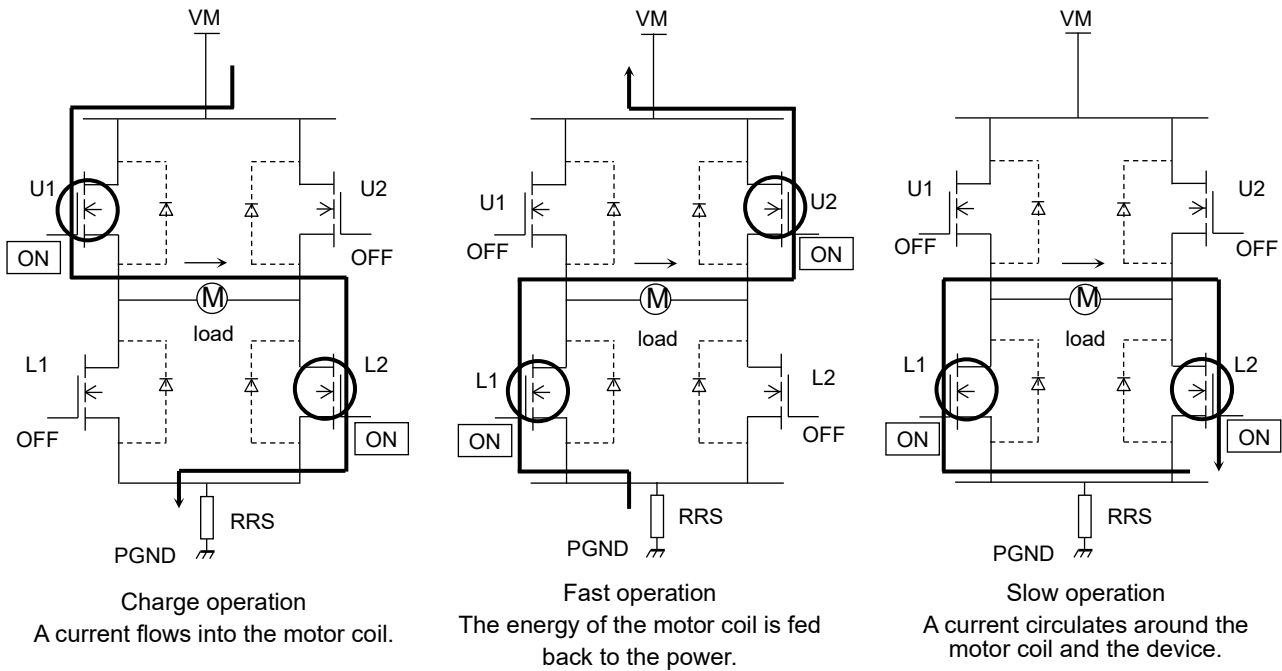 VM
U1
U2
ON
OFF
M
load
L1
L2
OFF
ON
RRS
PGND
Charge operation
A current flows into the motor coil.
VM
U1
U2
OFF
ON
M
load
L1
L2
ON
OFF
RRS
PGND
Fast operation
The energy of the motor coil is fed
back to the power.
VM
U1
U2
OFF
OFF
M
load
L1
L2
ON
ON
RRS
PGND
Slow operation
A current circulates around the
motor coil and the device.